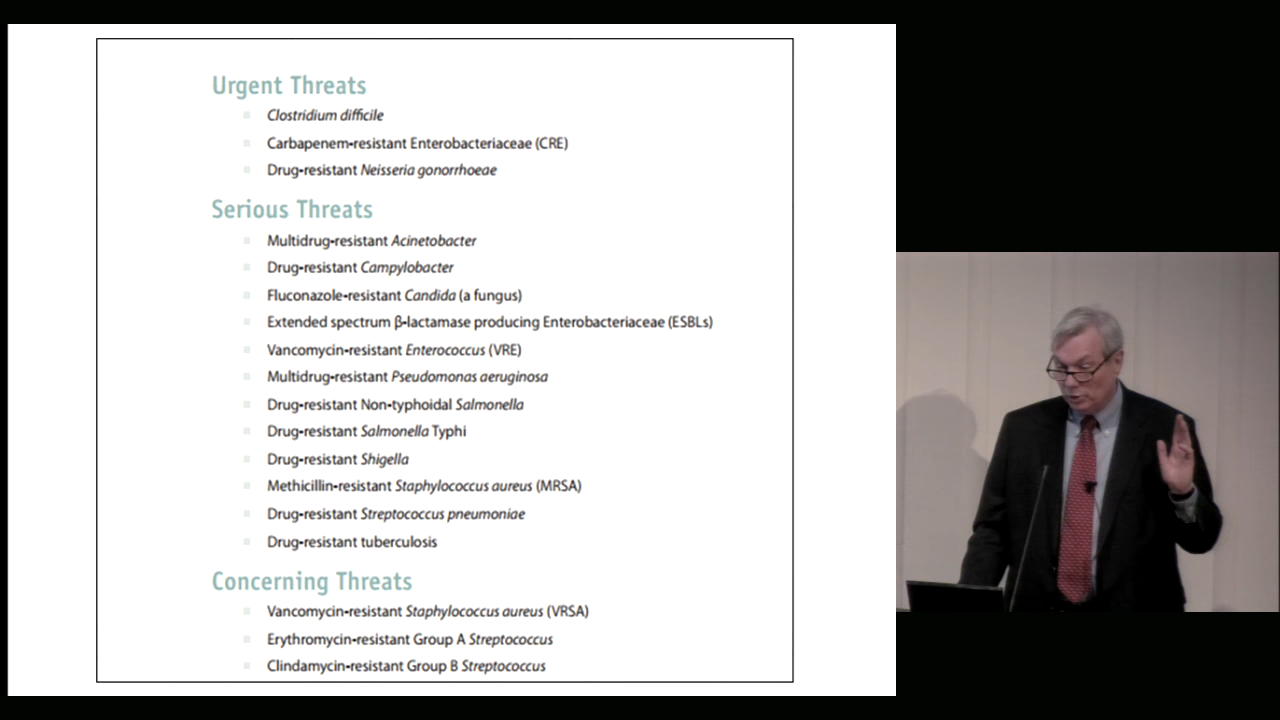 Urgent Threats
Clostridium difficile
Carbapenem-resistant Enterobacteriaceae (CRE)
Drug-resistant Neisseria gonorrhoeae
Serious Threats
Multidrug-resistant Acinetobacter
Drug-resistant Campylobacter
Fluconazole-resistant Candida (a fungus)
Extended spectrum β-lactamase producing Enterobacteriaceae (ESBLs)
Vancomycin-resistant Enterococcus (VRE)
Multidrug-resistant Pseudomonas aeruginosa
Drug-resistant Non-typhoidal Salmonella
Drug-resistant Salmonella Typhi
Drug-resistant Shigella
Methicillin-resistant Staphylococcus aureus (MRSA)
Drug-resistant Streptococcus pneumoniae
Drug-resistant tuberculosis
Concerning Threats
Vancomycin-resistant Staphylococcus aureus (VRSA)
Erythromycin-resistant Group A Streptococcus
Clindamycin-resistant Group B Streptococcus